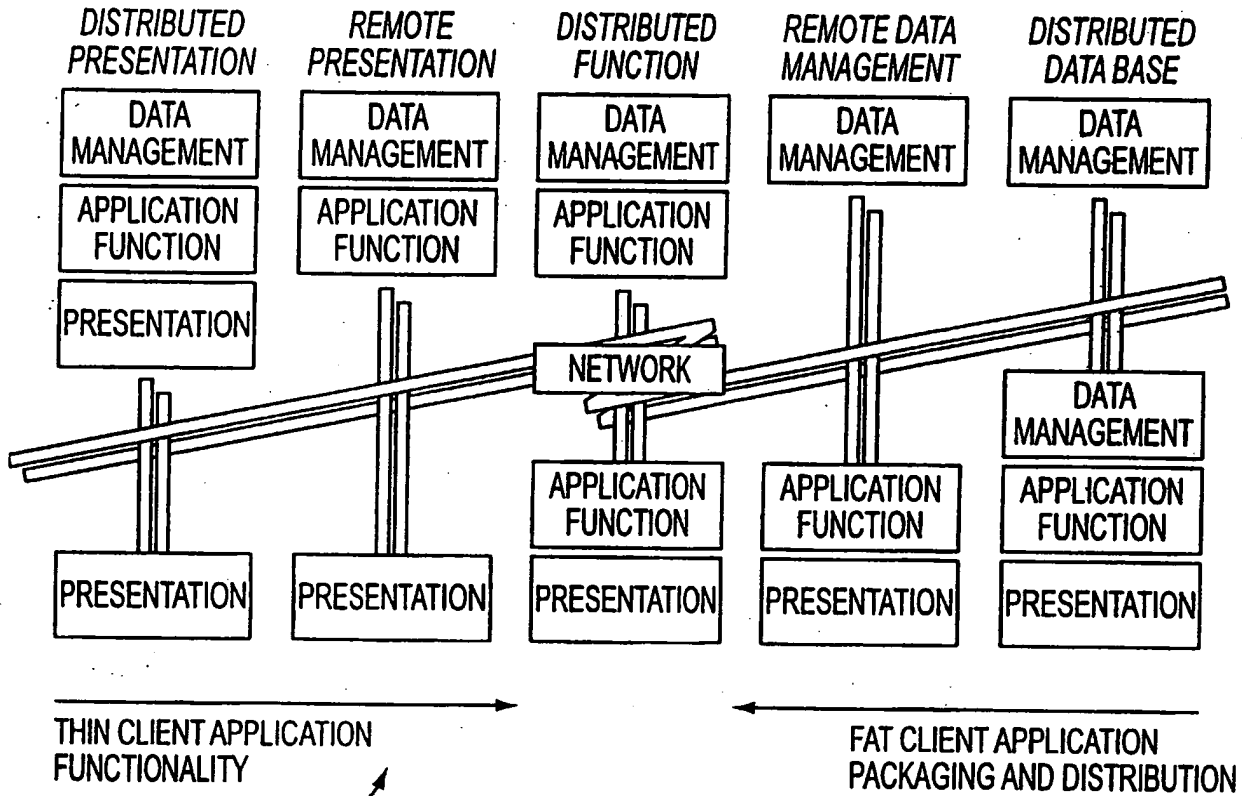 DISTRIBUTED
PRESENTATION
REMOTE
PRESENTATION
DISTRIBUTED
FUNCTION
REMOTE DATA
MANAGEMENT
DISTRIBUTED
DATA BASE
DATA
MANAGEMENT
DATA
MANAGEMENT
DATA
MANAGEMENT
DATA
MANAGEMENT
DATA
MANAGEMENT
APPLICATION
FUNCTION
APPLICATION
FUNCTION
APPLICATION
FUNCTION
PRESENTATION
NETWORK
DATA
MANAGEMENT
APPLICATION
FUNCTION
APPLICATION
FUNCTION
APPLICATION
FUNCTION
PRESENTATION
PRESENTATION
PRESENTATION
PRESENTATION
PRESENTATION
THIN CLIENT APPLICATION
FUNCTIONALITY
FAT CLIENT APPLICATION
PACKAGING AND DISTRIBUTION